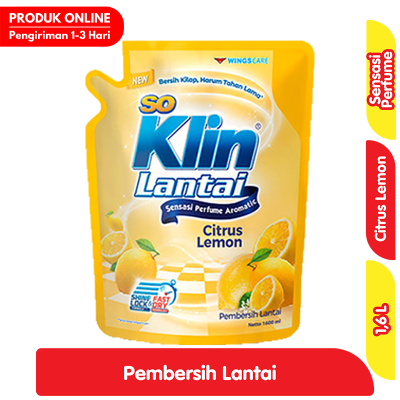 PRODUK ONLINE
Pengiriman 1-3 Hari
WINGSCARE
NEW
Bersih Kilap, Harum Tahan Lama
SO
Klin
Lantai
Sensasi Perfume Aromatic
Citrus
Lemon
SHINE FAST
LOCK & DRY
Pembersih Lantai
Netto 1600 ml
Sensasi
Perfume
Citrus Lemon
1,6L
Pembersih Lantai